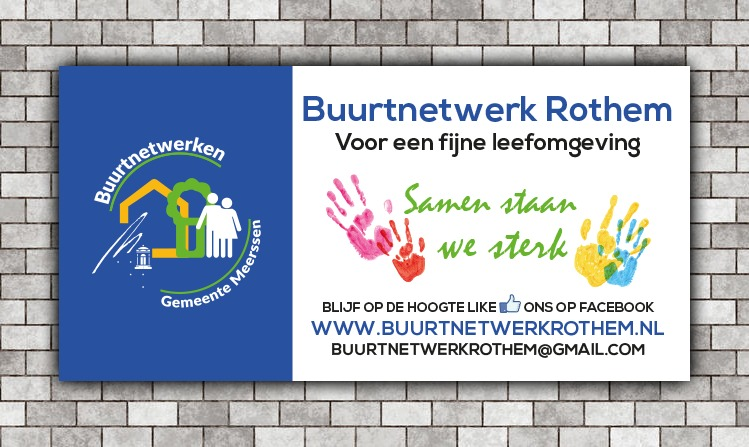 Buurtnetwerken
Gemeente Meerssen
Buurtnetwerk Rothem
Voor een fijne leefomgeving
Samen staan
we sterk
BLIJF OP DE HOOGTE LIKE ONS OP FACEBOOK
WWW.BUURTNETWERKROTHEM.NL
BUURTNETWERKROTHEM@GMAIL.COM